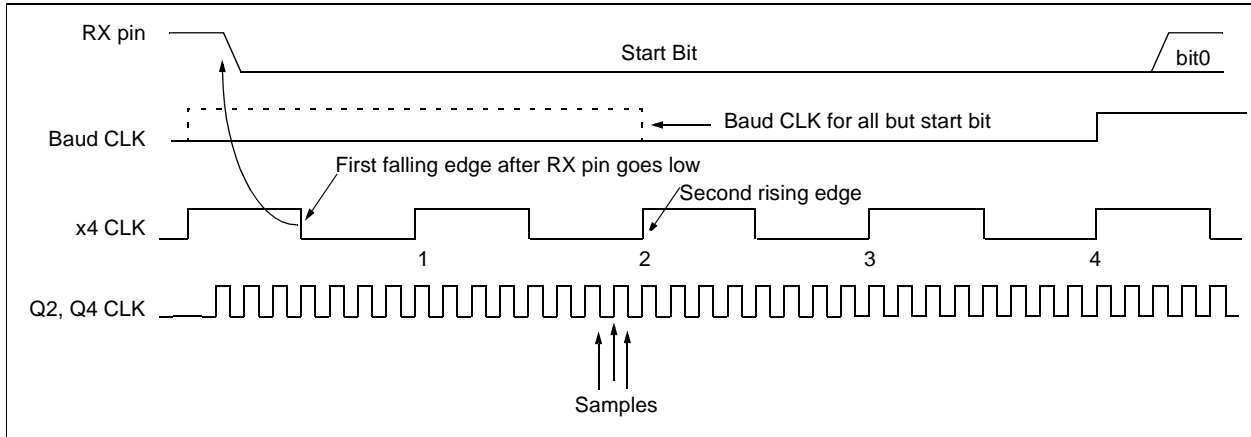 RX pin
Start Bit
bit0
Baud CLK for all but start bit
Baud CLK
First falling edge after RX pin goes low
Second rising edge
x4 CLK
1 2 3 4
Q2, Q4 CLK
Samples